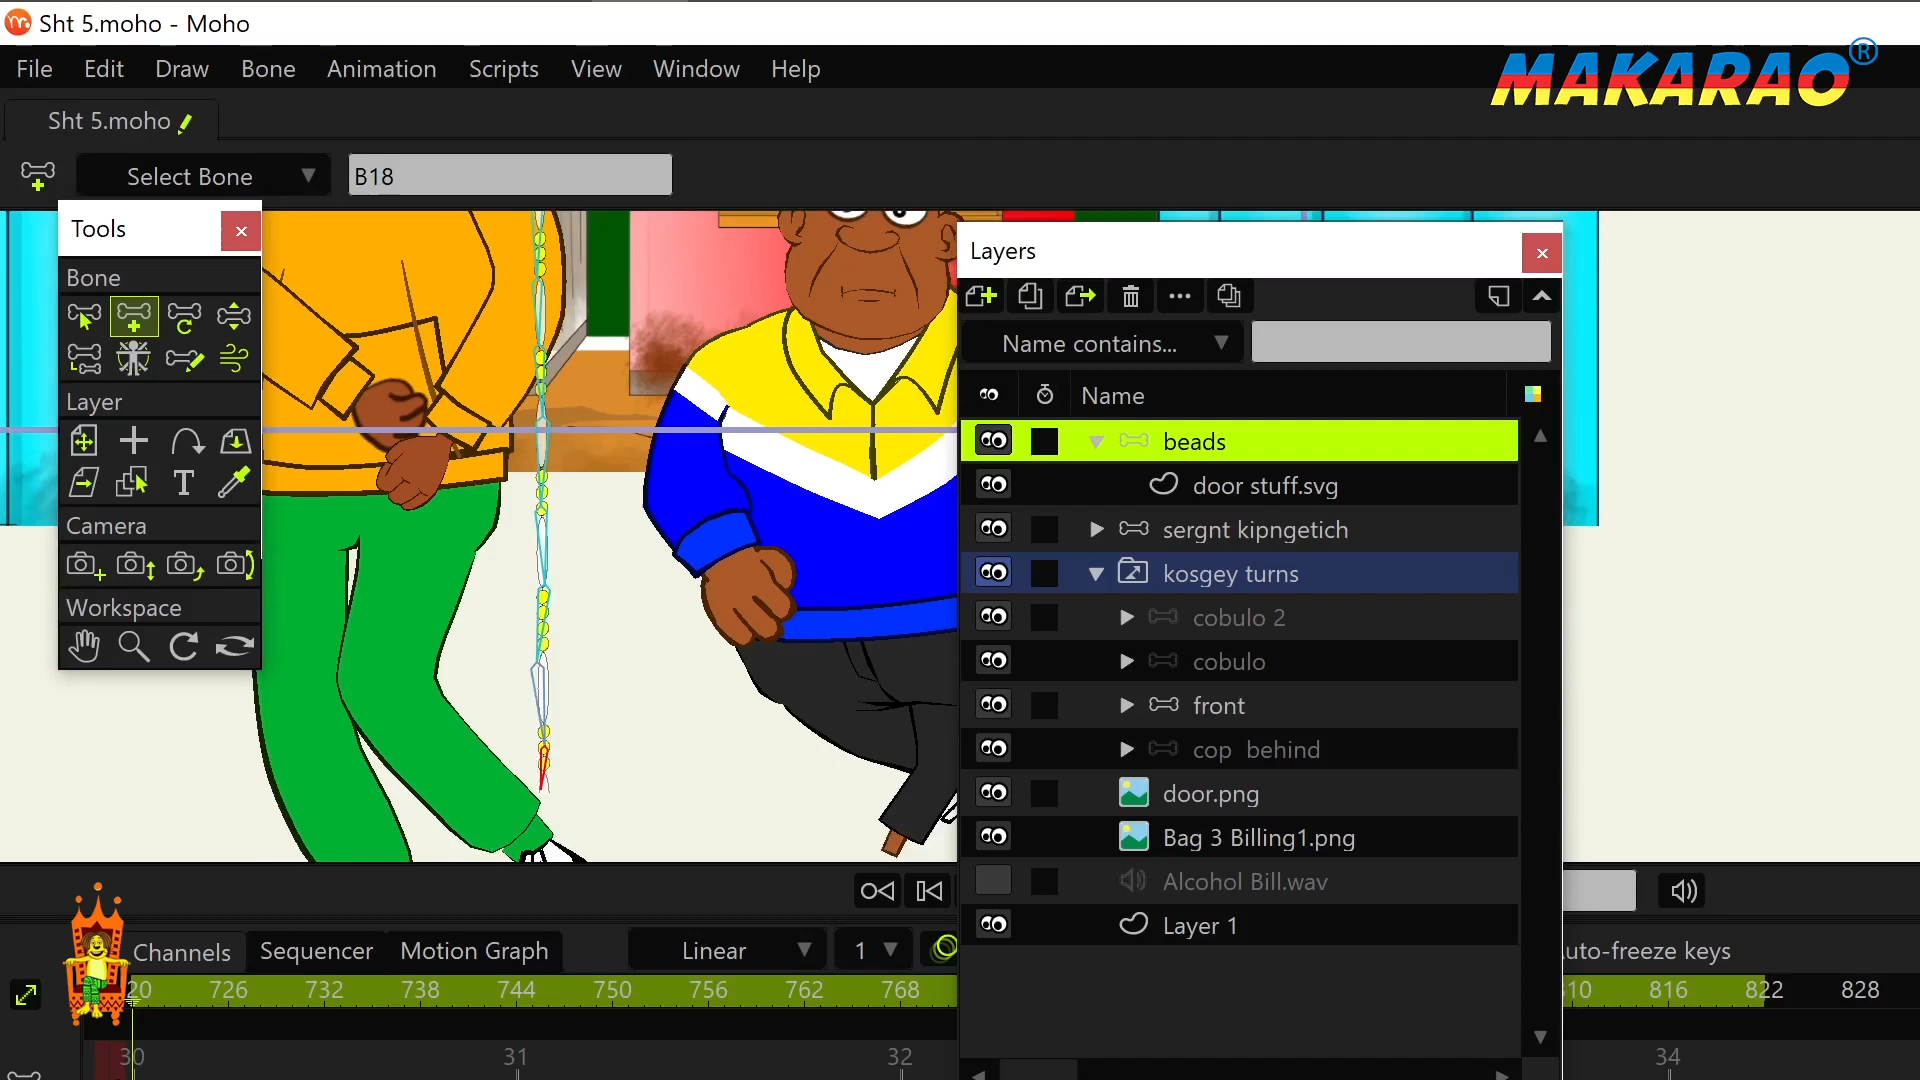 Sht 5.moho - Moho
File Edit Draw Bone Animation Scripts View Window Help
MAKARAO®
Sht 5.moho
Select Bone
B18
Tools
Bone
Layer
Camera
Workspace
Layers
Name contains...
Name
beads
door stuff.svg
sergnt kipngetich
kosgey turns
cobulo 2
cobulo
front
cop behind
door.png
Bag 3 Billing1.png
Alcohol Bill.wav
Layer 1
Channels Sequencer Motion Graph Linear 1 uto-freeze keys
20 726 732 738 744 750 756 762 768 10 816 822 828
30 31 32 34